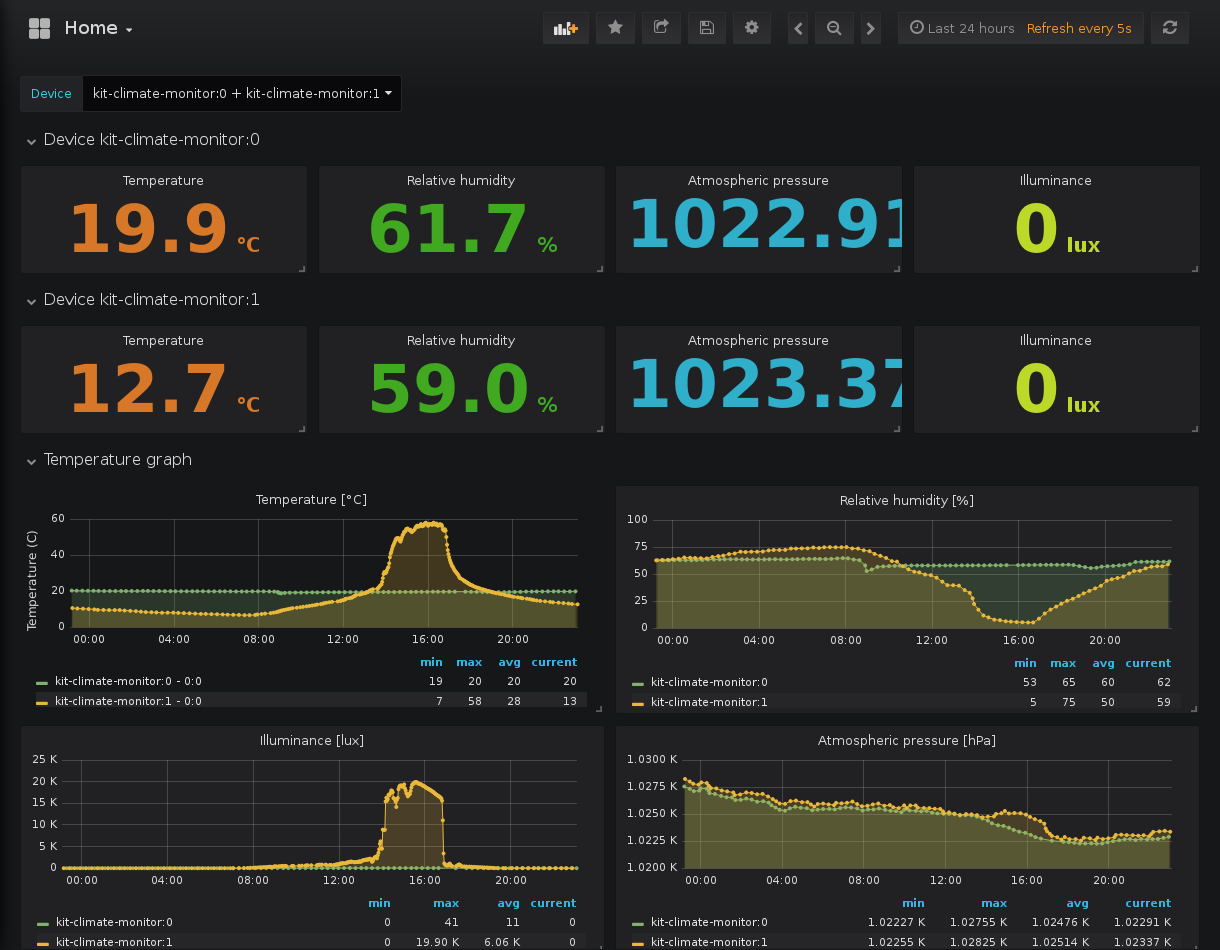 Home
Last 24 hours Refresh every 5s
Device kit-climate-monitor:0 + kit-climate-monitor:1
Device kit-climate-monitor:0
Temperature Relative humidity Atmospheric pressure Illuminance
19.9 °C 61.7 % 1022.91 0 lux
Device kit-climate-monitor:1
Temperature Relative humidity Atmospheric pressure Illuminance
12.7 °C 59.0 % 1023.37 0 lux
Temperature graph
Temperature [°C]
Temperature (C)
60
40
20
0
00:00 04:00 08:00 12:00 16:00 20:00
min max avg current
kit-climate-monitor:0 - 0:0 19 20 20 20
kit-climate-monitor:1 - 0:0 7 58 28 13
Relative humidity [%]
100
75
50
25
0
00:00 04:00 08:00 12:00 16:00 20:00
min max avg current
kit-climate-monitor:0 53 65 60 62
kit-climate-monitor:1 5 75 50 59
Illuminance [lux]
25 K
20 K
15 K
10 K
5 K
0
00:00 04:00 08:00 12:00 16:00 20:00
min max avg current
kit-climate-monitor:0 0 41 11 0
kit-climate-monitor:1 0 19.90 K 6.06 K 0
Atmospheric pressure [hPa]
1.0300 K
1.0275 K
1.0250 K
1.0225 K
1.0200 K
00:00 04:00 08:00 12:00 16:00 20:00
min max avg current
kit-climate-monitor:0 1.02227 K 1.02755 K 1.02476 K 1.02291 K
kit-climate-monitor:1 1.02255 K 1.02825 K 1.02514 K 1.02337 K